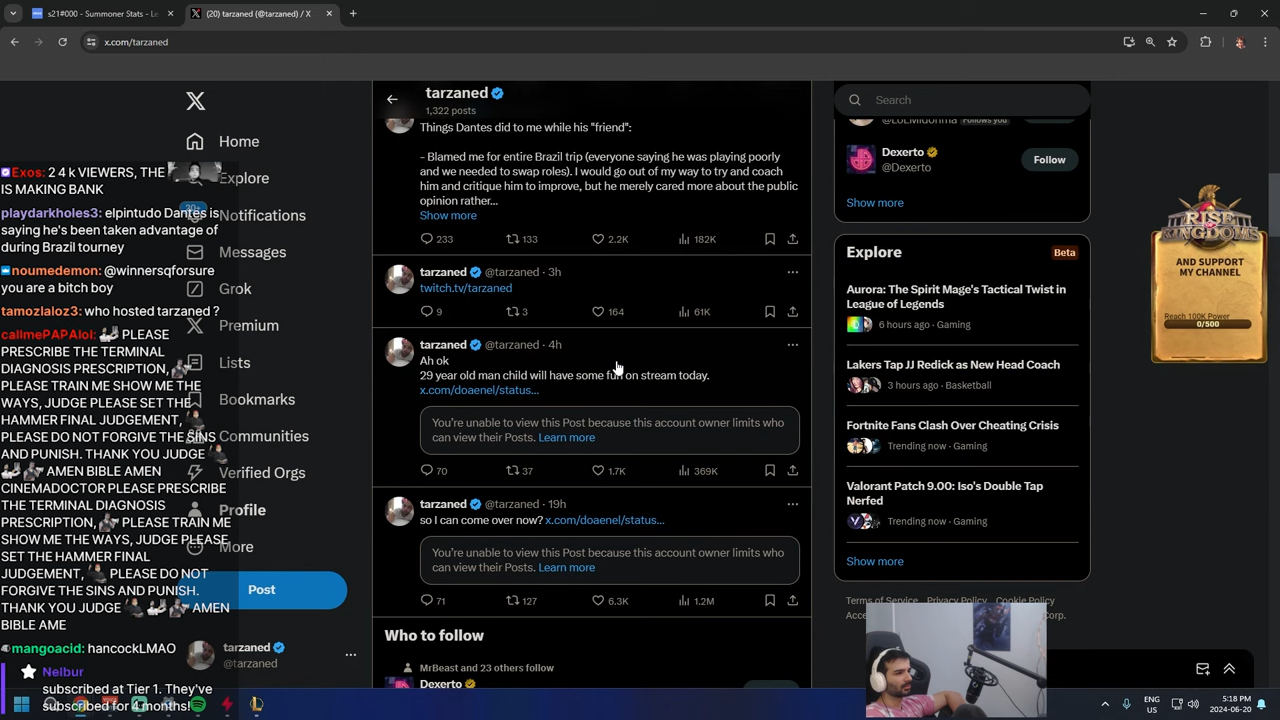 s21#000 - Summoner Stats - Le
(20) tarzaned (@tarzaned) / X
x.com/tarzaned
Home
Explore
Notifications
20+
Messages
Grok
Premium
Lists
Bookmarks
Communities
Verified Orgs
Profile
More
Post
tarzaned
@tarzaned
Exos: 2 4 k VIEWERS, THE
IS MAKING BANK
playdarkholes3: elpintudo Dantes is
saying he's been taken advantage of
during Brazil tourney
noumedemon: @winnersqforsure
you are a bitch boy
tamozlaloz3: who hosted tarzaned ?
callmePAPAlol: PLEASE
PRESCRIBE THE TERMINAL
DIAGNOSIS PRESCRIPTION,
PLEASE TRAIN ME SHOW ME THE
WAYS, JUDGE PLEASE SET THE
HAMMER FINAL JUDGEMENT,
PLEASE DO NOT FORGIVE THE SINS
AND PUNISH. THANK YOU JUDGE
AMEN BIBLE AMEN
CINEMADOCTOR PLEASE PRESCRIBE
THE TERMINAL DIAGNOSIS
PRESCRIPTION, PLEASE TRAIN ME
SHOW ME THE WAYS, JUDGE PLEASE
SET THE HAMMER FINAL
JUDGEMENT, PLEASE DO NOT
FORGIVE THE SINS AND PUNISH.
THANK YOU JUDGE AMEN
BIBLE AME
mangoacid: hancockLMAO
Nelbur
subscribed at Tier 1. They've
subscribed for 4 months!
tarzaned
1,322 posts
Things Dantes did to me while his "friend":
- Blamed me for entire Brazil trip (everyone saying he was playing poorly
and we needed to swap roles). I would go out of my way to try and coach
him and critique him to improve, but he merely cared more about the public
opinion rather...
Show more
233 133 2.2K 182K
tarzaned @tarzaned · 3h
twitch.tv/tarzaned
9 3 164 61K
tarzaned @tarzaned · 4h
Ah ok
29 year old man child will have some fun on stream today.
x.com/doaenel/status...
You're unable to view this Post because this account owner limits who
can view their Posts. Learn more
70 37 1.7K 369K
tarzaned @tarzaned · 19h
so I can come over now? x.com/doaenel/status...
You're unable to view this Post because this account owner limits who
can view their Posts. Learn more
71 127 6.3K 1.2M
Who to follow
MrBeast and 23 others follow
Dexerto
Search
@LoLMidonma Follows you
Dexerto
@Dexerto
Follow
Show more
Explore
Beta
Aurora: The Spirit Mage's Tactical Twist in
League of Legends
6 hours ago · Gaming
Lakers Tap JJ Redick as New Head Coach
3 hours ago · Basketball
Fortnite Fans Clash Over Cheating Crisis
Trending now · Gaming
Valorant Patch 9.00: Iso's Double Tap
Nerfed
Trending now · Gaming
Show more
Terms of Service Privacy Policy Cookie Policy
Corp.
RISE
KINGDOMS
AND SUPPORT
MY CHANNEL
Reach 100K Power
0/500
ENG
US
5:18 PM
2024-06-20